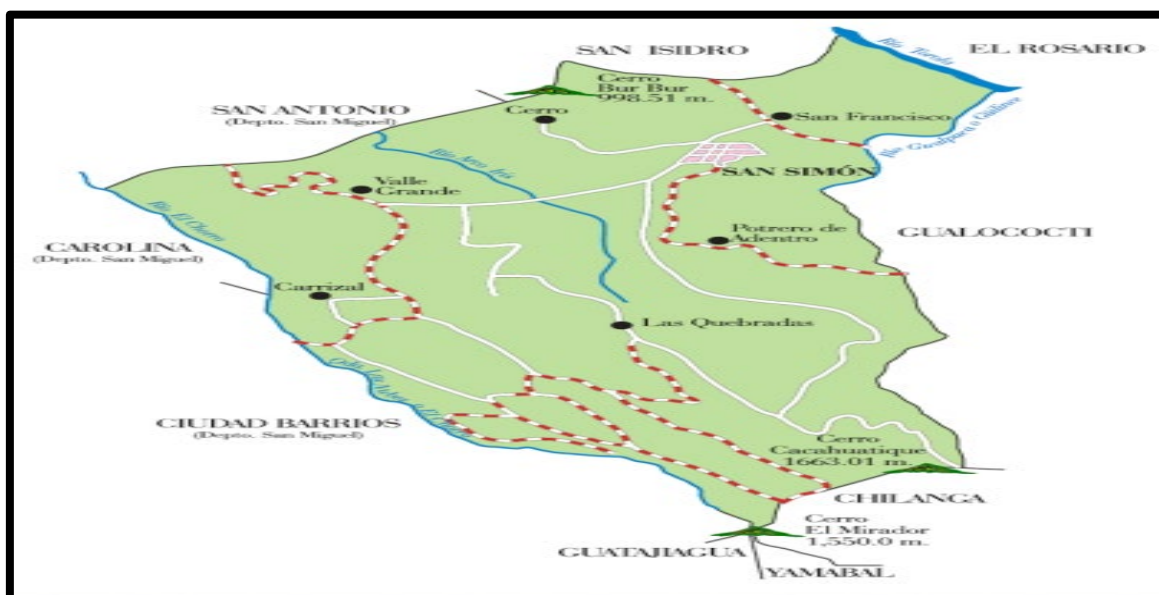 SAN ISIDRO
EL ROSARIO
Río Torola
Cerro
Bur Bur
998.51 m.
SAN ANTONIO
(Depto. San Miguel)
Cerro
San Francisco
Río Gualpuca o
SAN SIMÓN
Río Arco Iris
Valle
Grande
Río El Chorro
CAROLINA
(Depto. San Miguel)
Potrero de
Adentro
GUALOCOCTI
Carrizal
Las Quebradas
CIUDAD BARRIOS
(Depto. San Miguel)
Cerro
Cacahuatique
1663.01 m.
CHILANGA
Cerro
El Mirador
1,550.0 m.
GUATAJIAGUA
YAMABAL